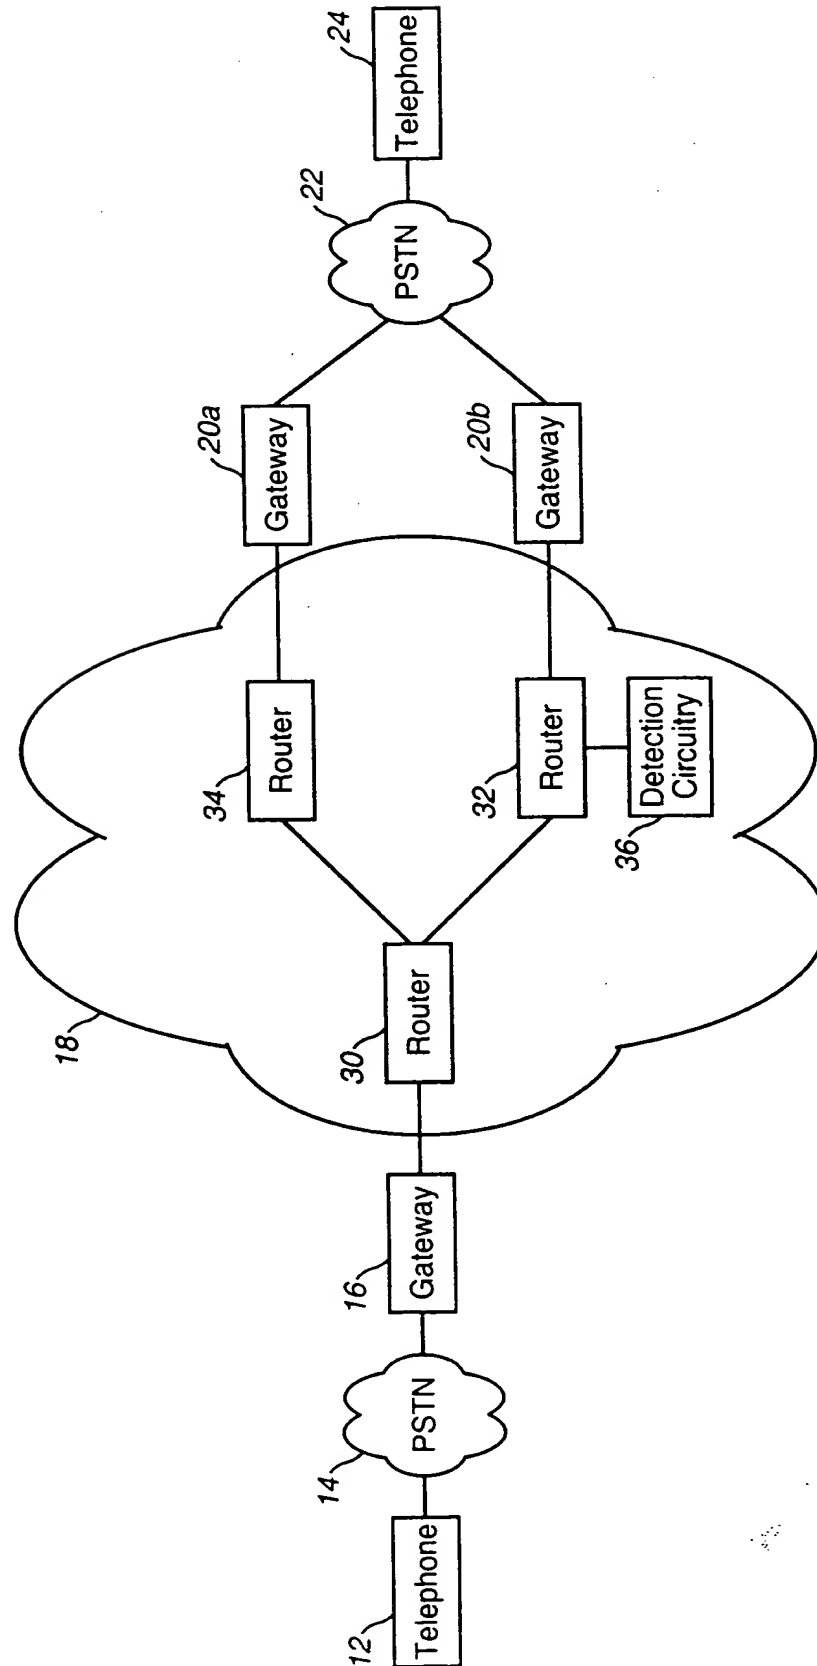 12
Telephone
14
PSTN
16
Gateway
18
30
Router
34
Router
32
Router
36
Detection
Circuitry
20a
Gateway
20b
Gateway
22
PSTN
24
Telephone